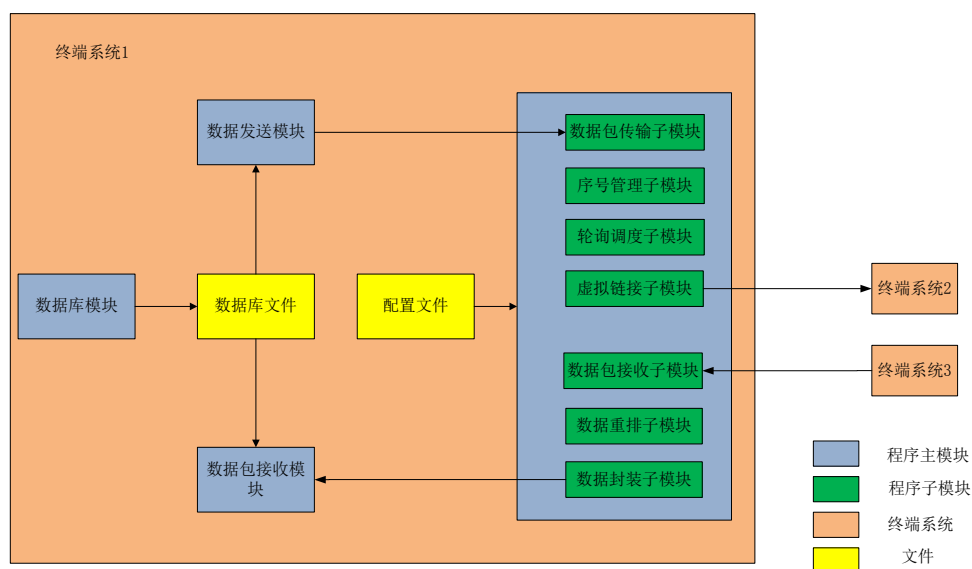 终端系统1
数据发送模块
数据包传输子模块
序号管理子模块
轮询调度子模块
数据库模块
数据库文件
配置文件
虚拟链接子模块
终端系统2
数据包接收子模块
终端系统3
数据重排子模块
数据包接收模
块
数据封装子模块
程序主模块
程序子模块
终端系统
文件